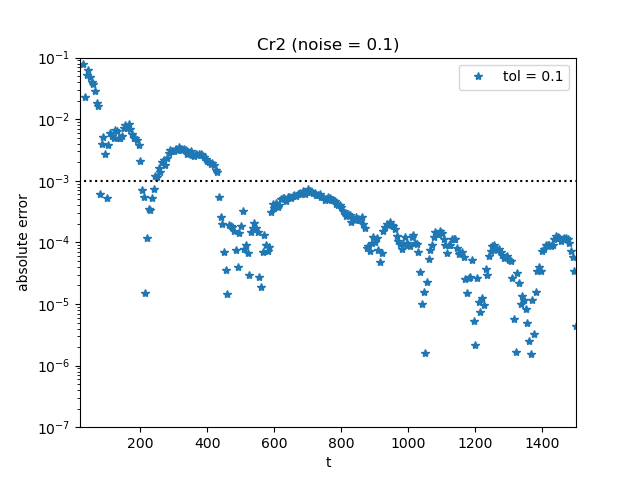 Cr2 (noise = 0.1)
tol = 0.1
absolute error
10⁻¹
10⁻²
10⁻³
10⁻⁴
10⁻⁵
10⁻⁶
10⁻⁷
200 400 600 800 1000 1200 1400
t